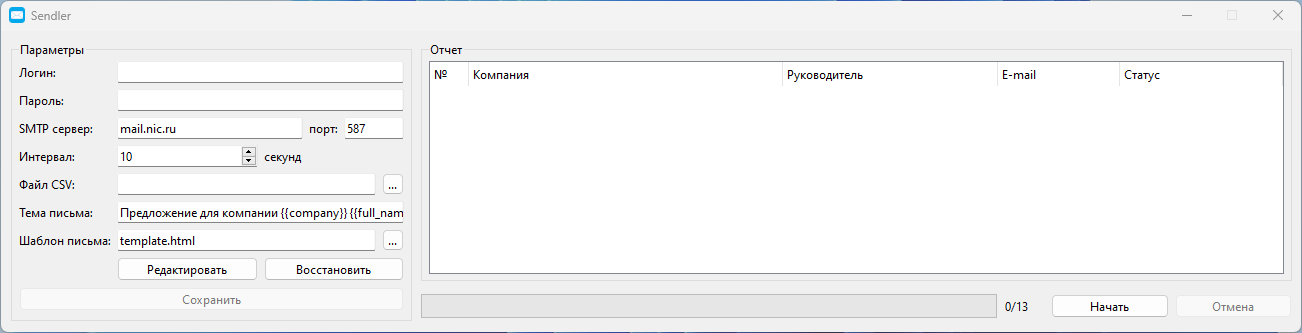 Sendler
Параметры
Логин:
Пароль:
SMTP сервер: mail.nic.ru порт: 587
Интервал: 10 секунд
Файл CSV: ...
Тема письма: Предложение для компании {{company}} {{full_nam
Шаблон письма: template.html ...
Редактировать Восстановить
Сохранить
Отчет
№ Компания Руководитель E-mail Статус
0/13 Начать Отмена